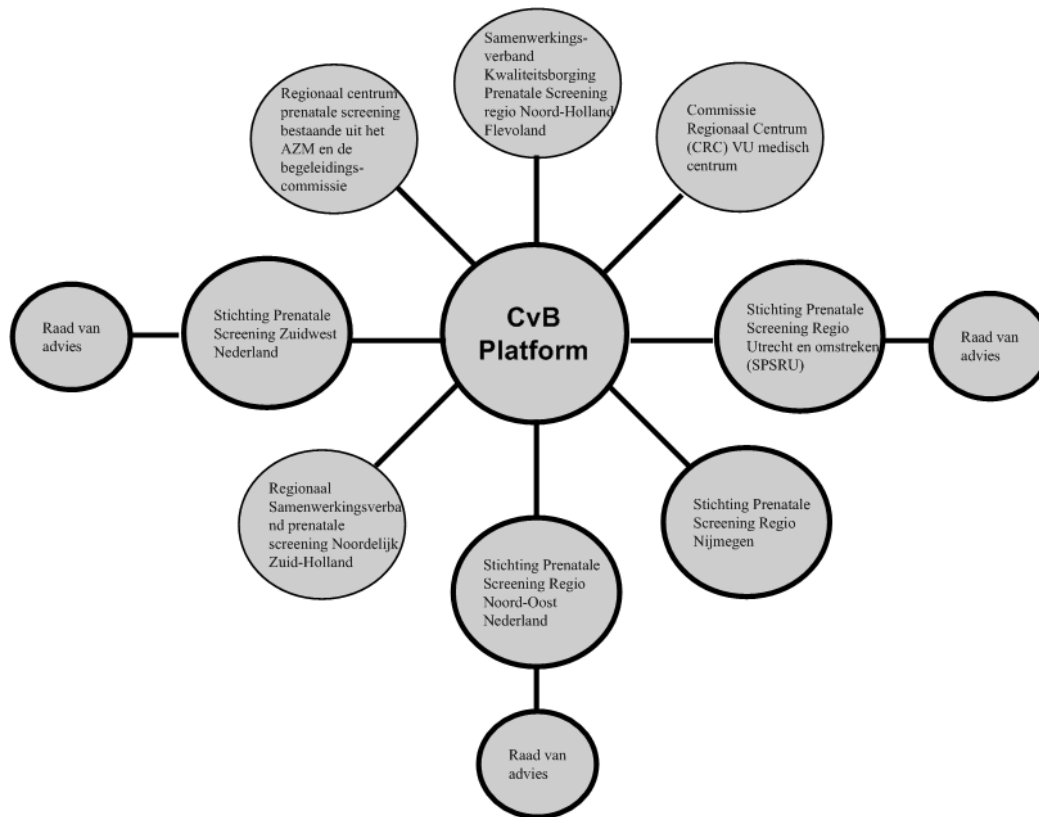 Samenwerkings-
verband
Kwaliteitsborging
Prenatale Screening
regio Noord-Holland
Flevoland
Regionaal centrum
prenatale screening
bestaande uit het
AZM en de
begeleidings-
commissie
Commissie
Regionaal Centrum
(CRC) VU medisch
centrum
Raad van
advies
Stichting Prenatale
Screening Zuidwest
Nederland
CvB
Platform
Stichting Prenatale
Screening Regio
Utrecht en omstreken
(SPSRU)
Raad van
advies
Regionaal
Samenwerkingsverba
nd prenatale
screening Noordelijk
Zuid-Holland
Stichting Prenatale
Screening Regio
Nijmegen
Stichting Prenatale
Screening Regio
Noord-Oost
Nederland
Raad van
advies